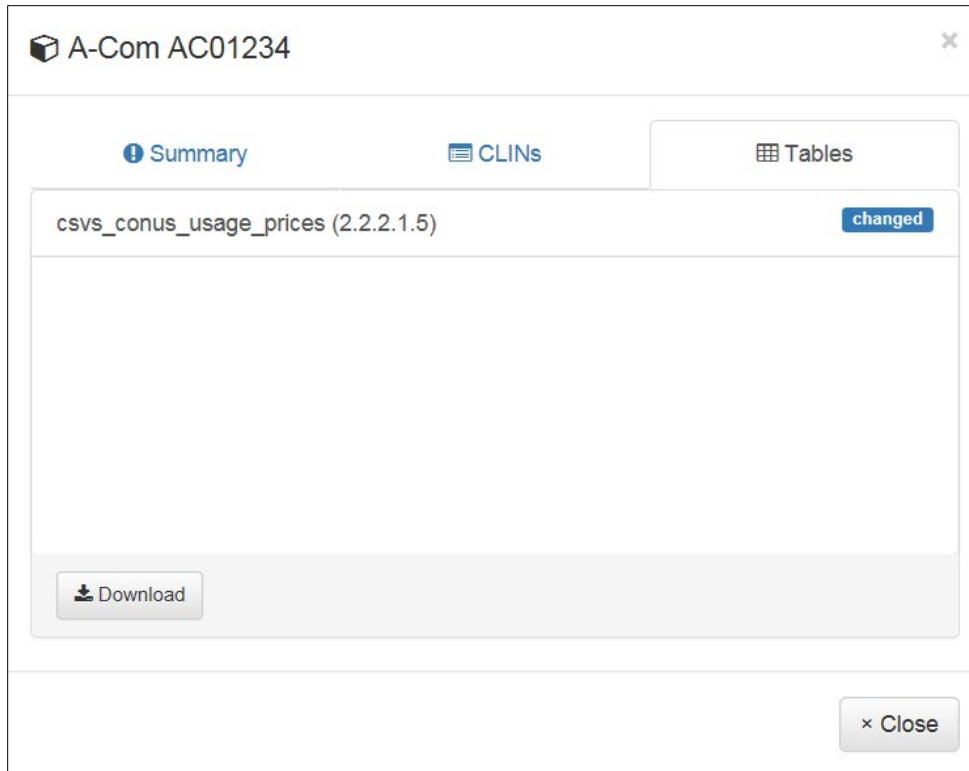 A-Com AC01234
×
Summary
CLINs
Tables
csvs_conus_usage_prices (2.2.2.1.5)
changed
Download
× Close